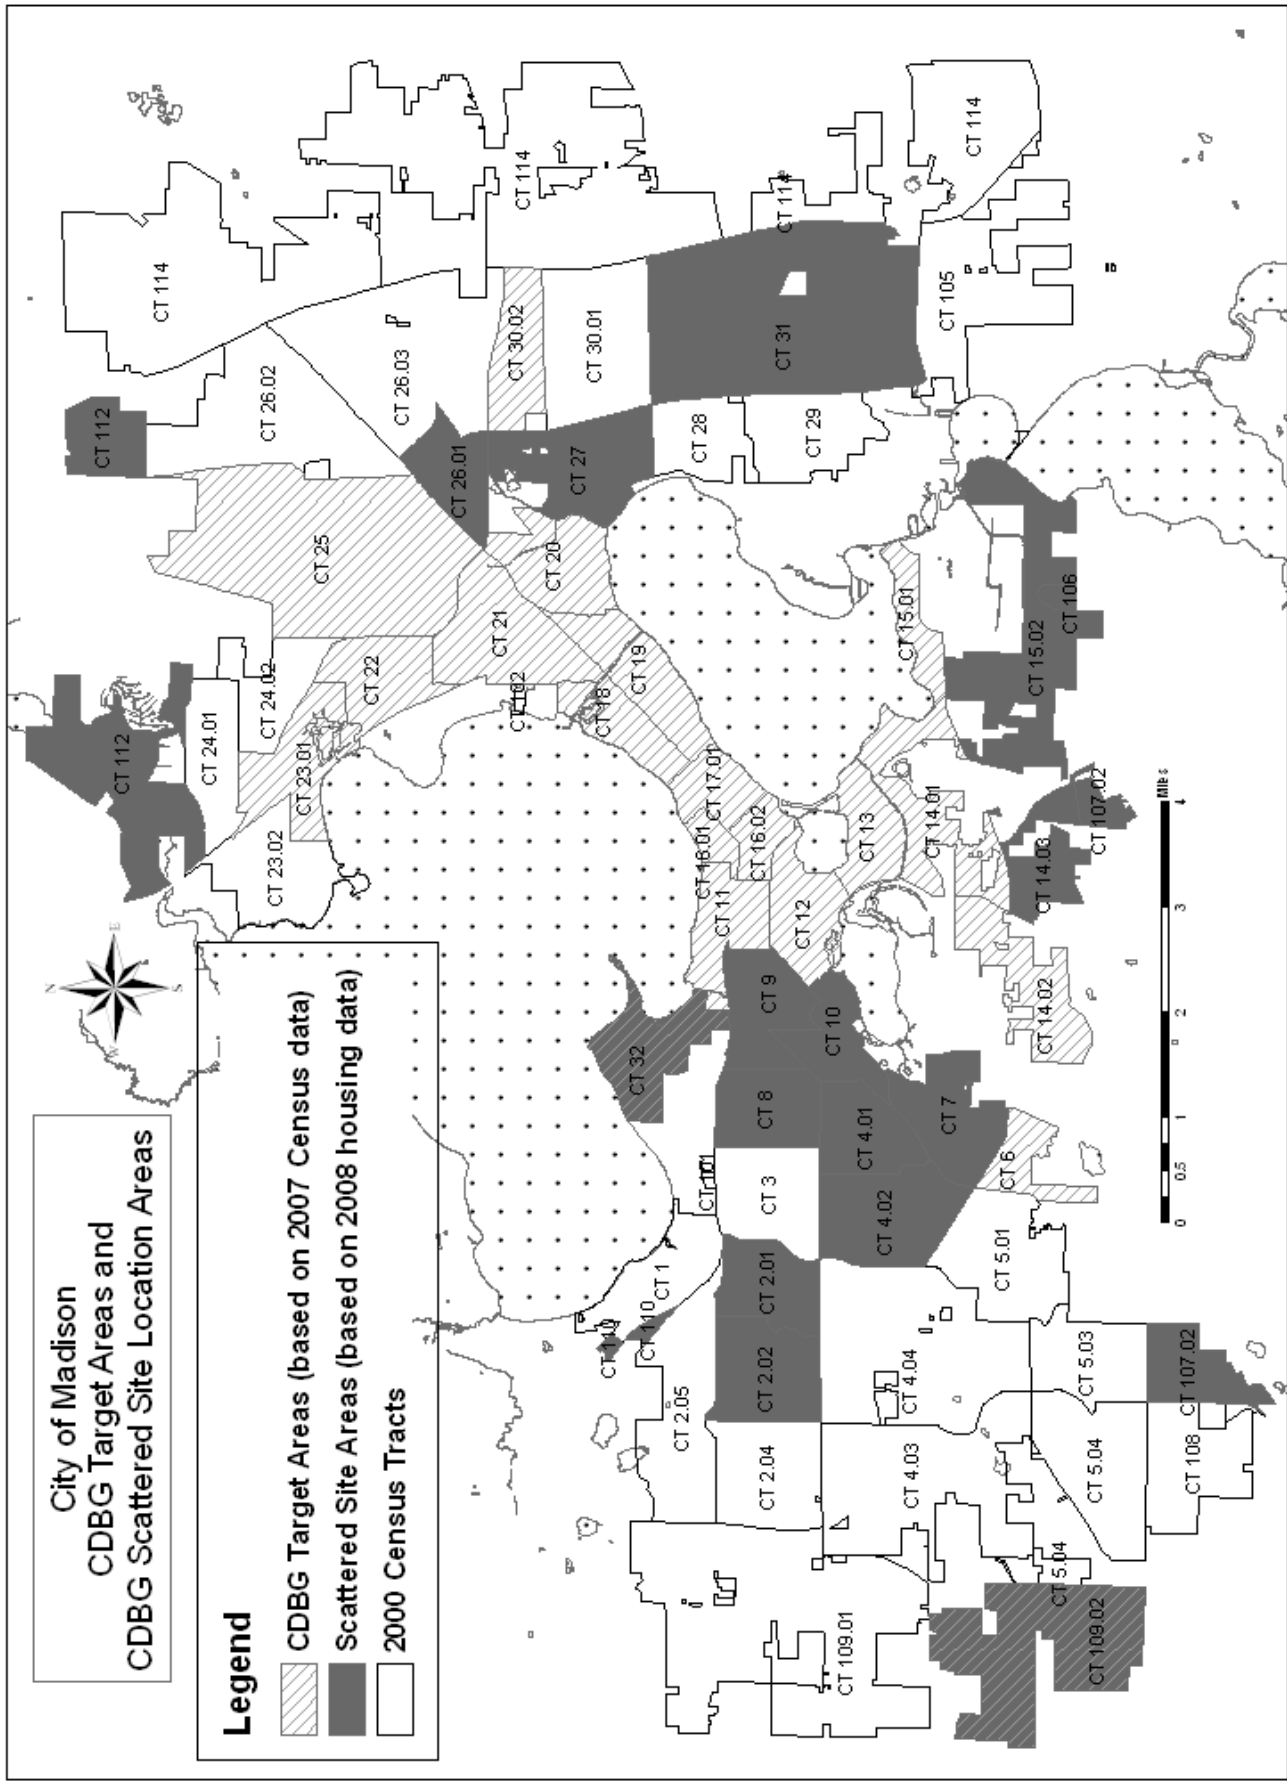 City of Madison
CDBG Target Areas and
CDBG Scattered Site Location Areas
Legend
CDBG Target Areas (based on 2007 Census data)
Scattered Site Areas (based on 2008 housing data)
2000 Census Tracts
N
E
S
W
CT 112
CT 24.01
CT 24.02
CT 23.02
CT 23.01
CT 22
CT 25
CT 112
CT 114
CT 26.02
CT 26.03
CT 26.01
CT 21
CT 102
CT 20
CT 27
CT 30.02
CT 30.01
CT 114
CT 18
CT 19
CT 28
CT 29
CT 31
CT 114
CT 114
CT 105
CT 32
CT 16.01
CT 17.01
CT 11
CT 16.02
CT 12
CT 13
CT 9
CT 10
CT 8
CT 101
CT 3
CT 1
CT 110
CT 110
CT 2.01
CT 2.02
CT 2.05
CT 2.04
CT 4.01
CT 4.02
CT 4.04
CT 4.03
CT 7
CT 6
CT 5.01
CT 5.03
CT 5.04
CT 5.04
CT 109.01
CT 109.02
CT 108
CT 107.02
CT 14.01
CT 14.02
CT 14.03
CT 107.02
CT 15.01
CT 15.02
CT 106
0 0.5 1 2 3 4
Miles